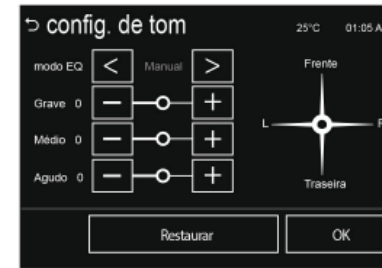 config. de tom 25°C 01:05 A
modo EQ < Manual > Frente
Grave 0 − +
L R
Médio 0 − +
Agudo 0 − + Traseira
Restaurar OK